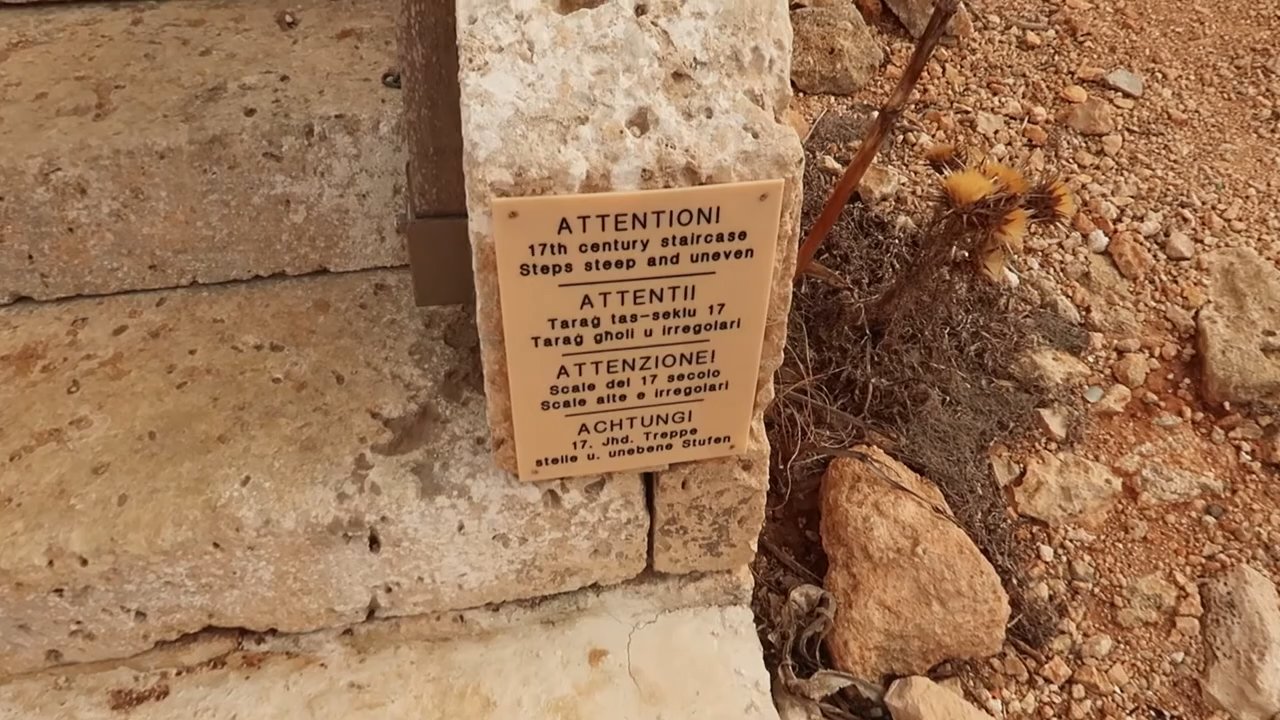 ATTENTION!
17th century staircase
Steps steep and uneven
ATTENTI!
Taraġ tas-seklu 17
Taraġ għoli u irregolari
ATTENZIONE!
Scale del 17 secolo
Scale alte e irregolari
ACHTUNG!
17. Jhd. Treppe
steile u. unebene Stufen